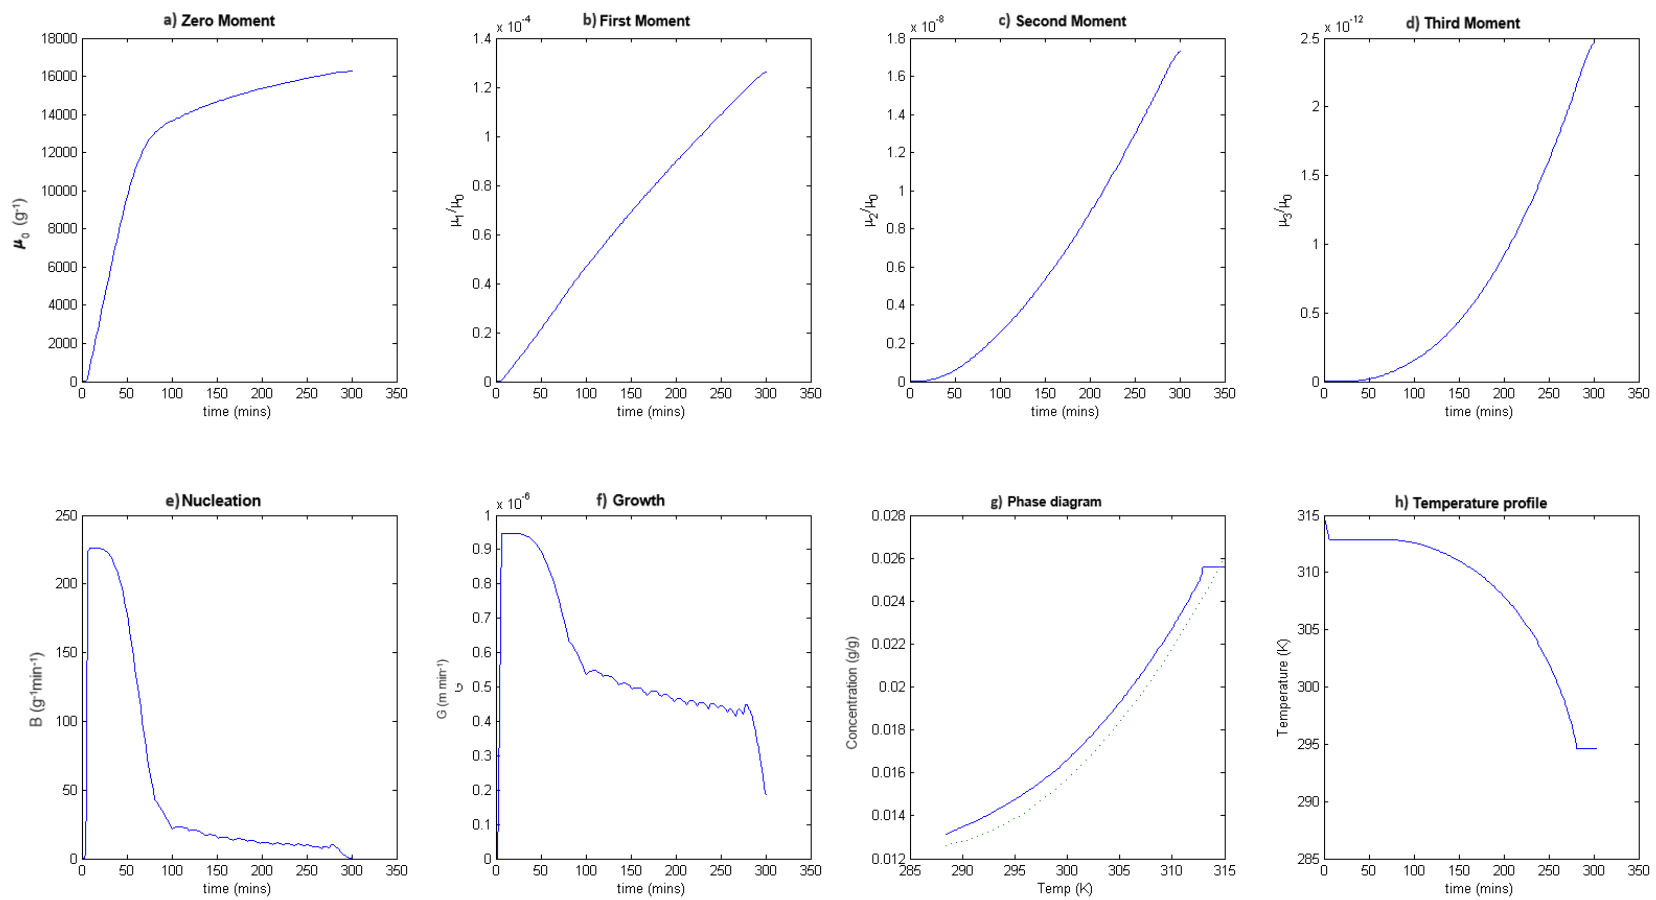 a) Zero Moment
18000
16000
14000
12000
10000
8000
6000
4000
2000
0
μ0 (g-1)
0 50 100 150 200 250 300 350
time (mins)
b) First Moment
x 10-4
1.4
1.2
1
0.8
0.6
0.4
0.2
0
μ1/μ0
0 50 100 150 200 250 300 350
time (mins)
c) Second Moment
x 10-8
1.8
1.6
1.4
1.2
1
0.8
0.6
0.4
0.2
0
μ2/μ0
0 50 100 150 200 250 300 350
time (mins)
d) Third Moment
x 10-12
2.5
2
1.5
1
0.5
0
μ3/μ0
0 50 100 150 200 250 300 350
time (mins)
e) Nucleation
250
200
150
100
50
0
B (g-1min-1)
0 50 100 150 200 250 300 350
time (mins)
f) Growth
x 10-6
1
0.9
0.8
0.7
0.6
0.5
0.4
0.3
0.2
0.1
0
G (m min-1)
0 50 100 150 200 250 300 350
time (mins)
g) Phase diagram
0.028
0.026
0.024
0.022
0.02
0.018
0.016
0.014
0.012
Concentration (g/g)
285 290 295 300 305 310 315
Temp (K)
h) Temperature profile
315
310
305
300
295
290
285
Temperature (K)
0 50 100 150 200 250 300 350
time (mins)